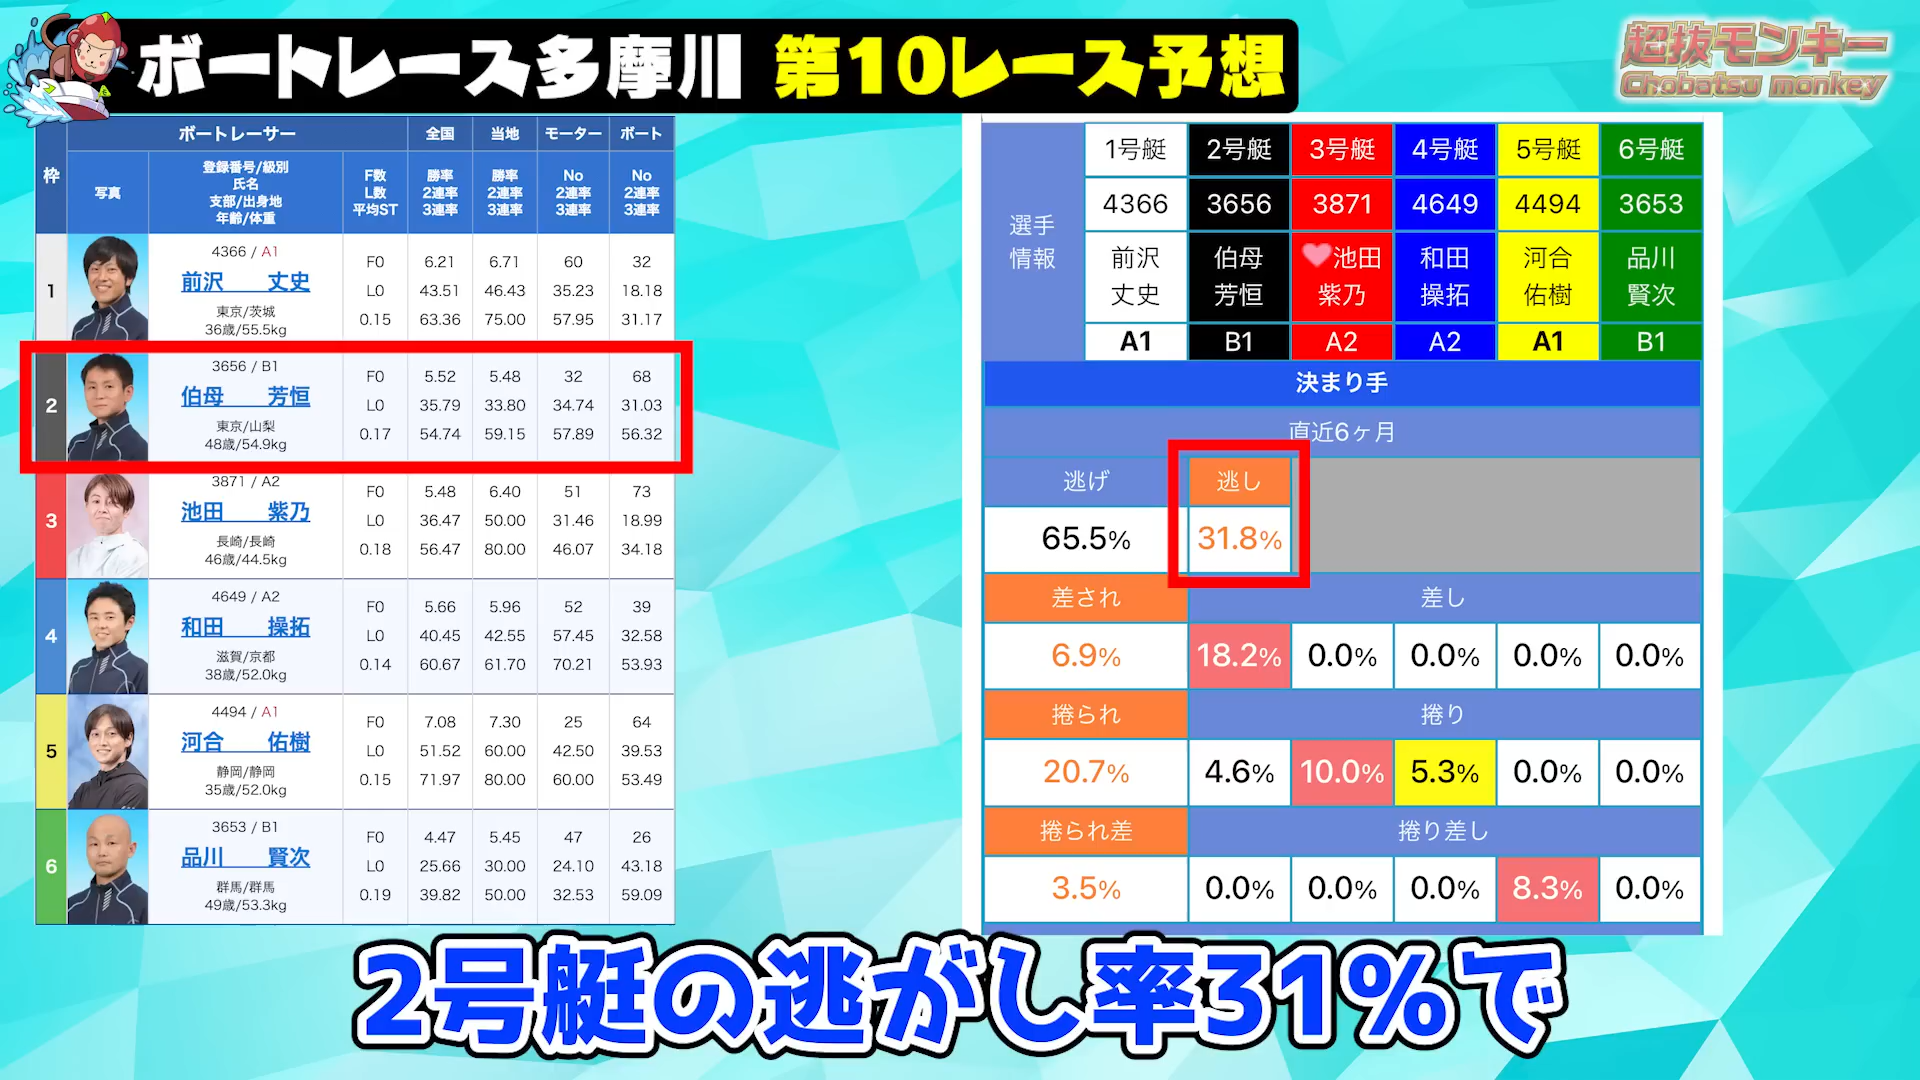 ボートレース多摩川 第10レース予想
超抜モンキー
Chobatsu monkey
枠 ボートレーサー 全国 当地 モーター ボート
写真 登録番号/級別 氏名 支部/出身地 年齢/体重 F数 L数 平均ST 勝率 2連率 3連率 勝率 2連率 3連率 No 2連率 3連率 No 2連率 3連率
1
4366 / A1
前沢 丈史
東京/茨城
36歳/55.5kg
F0 6.21 6.71 60 32
L0 43.51 46.43 35.23 18.18
0.15 63.36 75.00 57.95 31.17
2
3656 / B1
伯母 芳恒
東京/山梨
48歳/54.9kg
F0 5.52 5.48 32 68
L0 35.79 33.80 34.74 31.03
0.17 54.74 59.15 57.89 56.32
3
3871 / A2
池田 紫乃
長崎/長崎
46歳/44.5kg
F0 5.48 6.40 51 73
L0 36.47 50.00 31.46 18.99
0.18 56.47 80.00 46.07 34.18
4
4649 / A2
和田 操拓
滋賀/京都
38歳/52.0kg
F0 5.66 5.96 52 39
L0 40.45 42.55 57.45 32.58
0.14 60.67 61.70 70.21 53.93
5
4494 / A1
河合 佑樹
静岡/静岡
35歳/52.0kg
F0 7.08 7.30 25 64
L0 51.52 60.00 42.50 39.53
0.15 71.97 80.00 60.00 53.49
6
3653 / B1
品川 賢次
群馬/群馬
49歳/53.3kg
F0 4.47 5.45 47 26
L0 25.66 30.00 24.10 43.18
0.19 39.82 50.00 32.53 59.09
選手
情報
1号艇 2号艇 3号艇 4号艇 5号艇 6号艇
4366 3656 3871 4649 4494 3653
前沢 伯母 池田 和田 河合 品川
丈史 芳恒 紫乃 操拓 佑樹 賢次
A1 B1 A2 A2 A1 B1
決まり手
直近6ヶ月
逃げ 逃し
65.5% 31.8%
差され 差し
6.9% 18.2% 0.0% 0.0% 0.0% 0.0%
捲られ 捲り
20.7% 4.6% 10.0% 5.3% 0.0% 0.0%
捲られ差 捲り差し
3.5% 0.0% 0.0% 0.0% 8.3% 0.0%
2号艇の逃がし率31%で